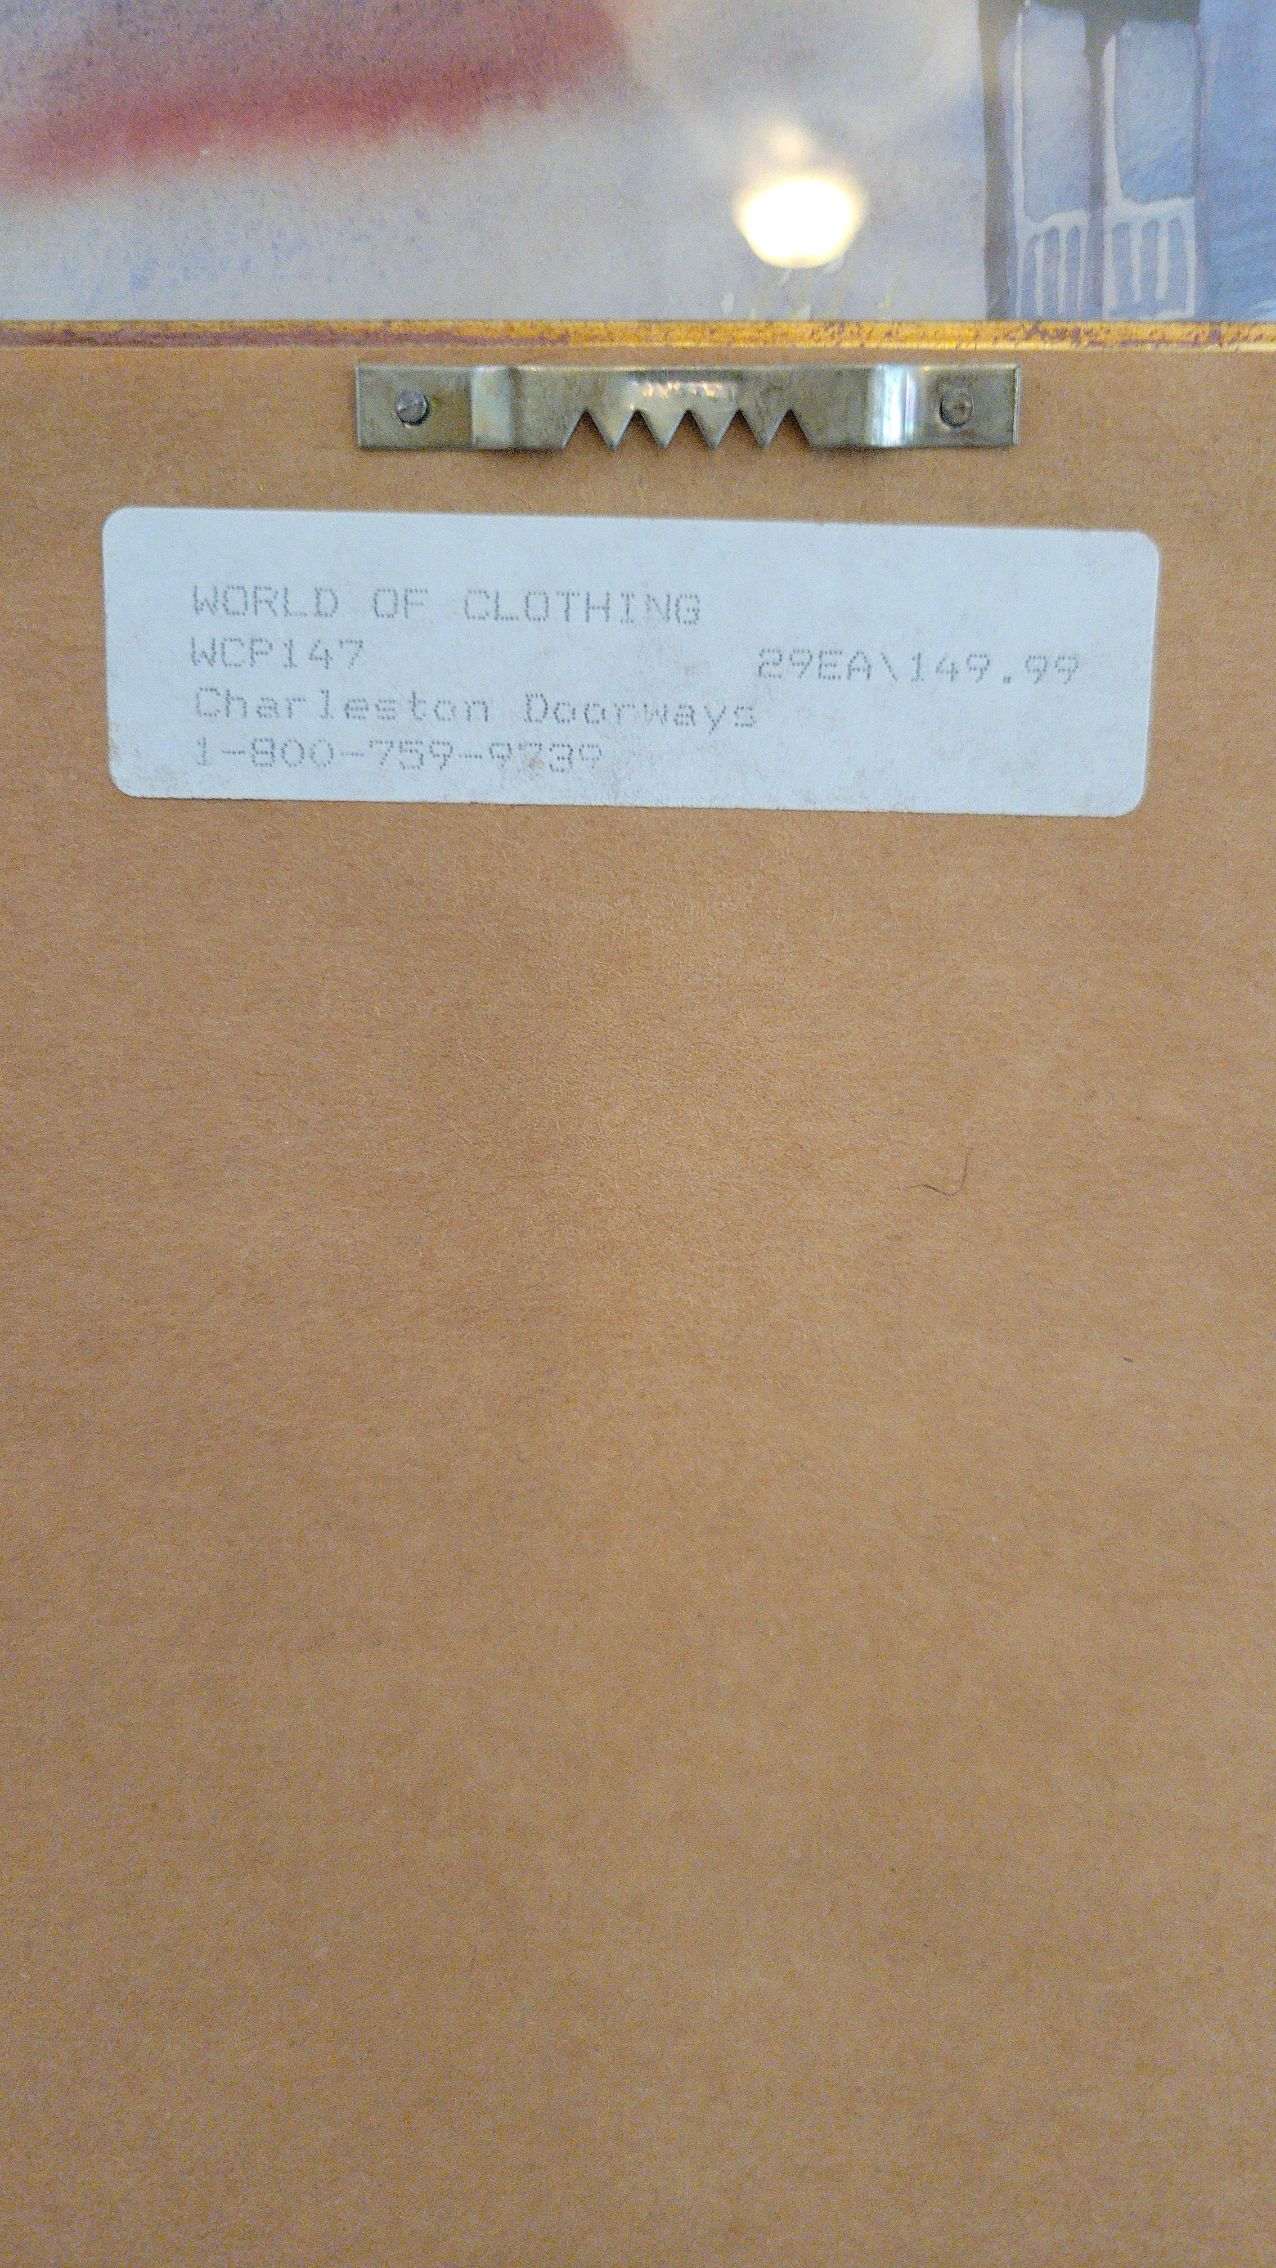 WORLD OF CLOTHING
WCP147 29EA\149.99
Charleston Doorways
1-800-759-9739